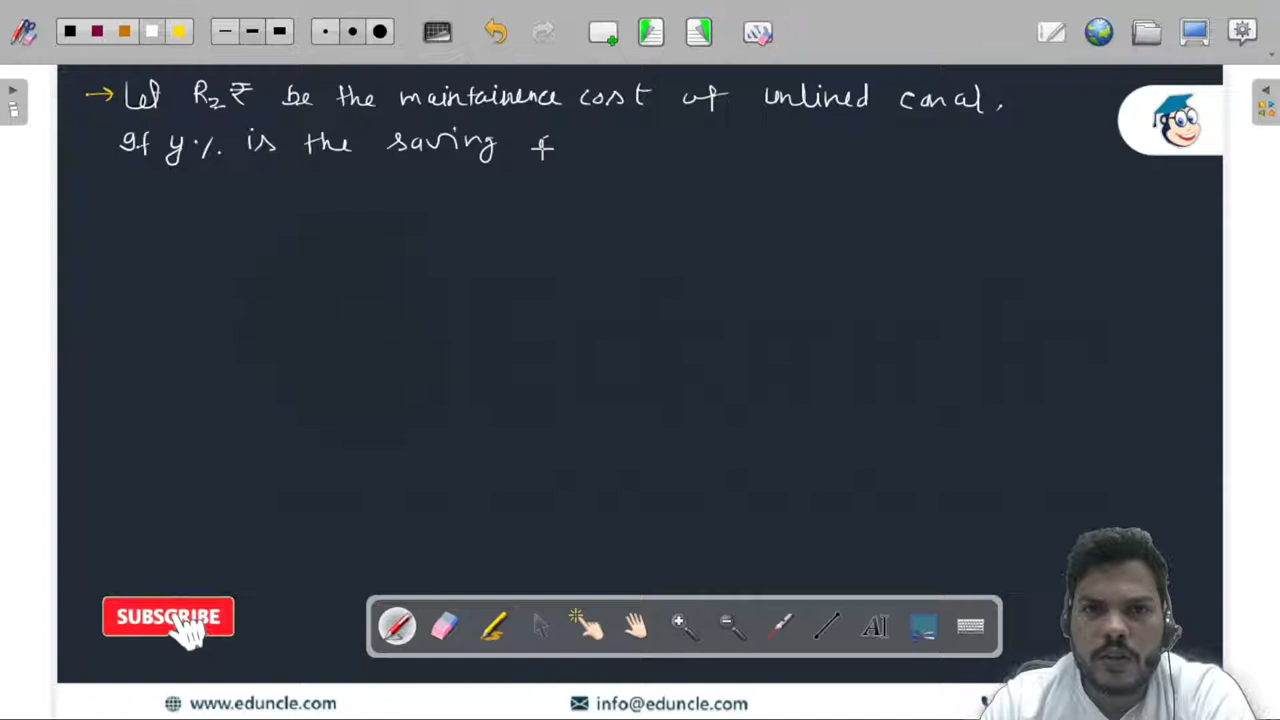 → Let R₂ ₹ be the maintainence cost of unlined canal.
If y % is the saving
SUBSCRIBE
AI
www.eduncle.com
info@eduncle.com